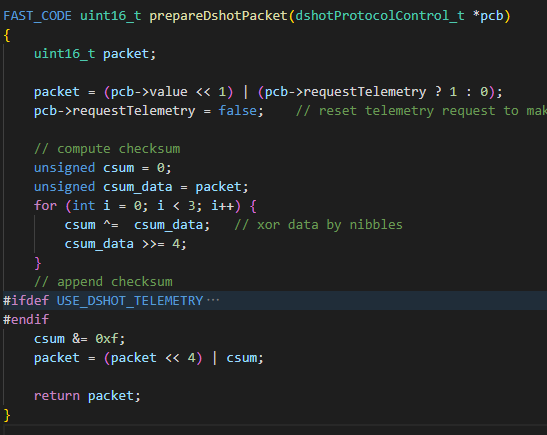 FAST_CODE uint16_t prepareDshotPacket(dshotProtocolControl_t *pcb)
{
    uint16_t packet;

    packet = (pcb->value << 1) | (pcb->requestTelemetry ? 1 : 0);
    pcb->requestTelemetry = false;    // reset telemetry request to mak

    // compute checksum
    unsigned csum = 0;
    unsigned csum_data = packet;
    for (int i = 0; i < 3; i++) {
        csum ^=  csum_data;   // xor data by nibbles
        csum_data >>= 4;
    }
    // append checksum
#ifdef USE_DSHOT_TELEMETRY ···
#endif
    csum &= 0xf;
    packet = (packet << 4) | csum;

    return packet;
}